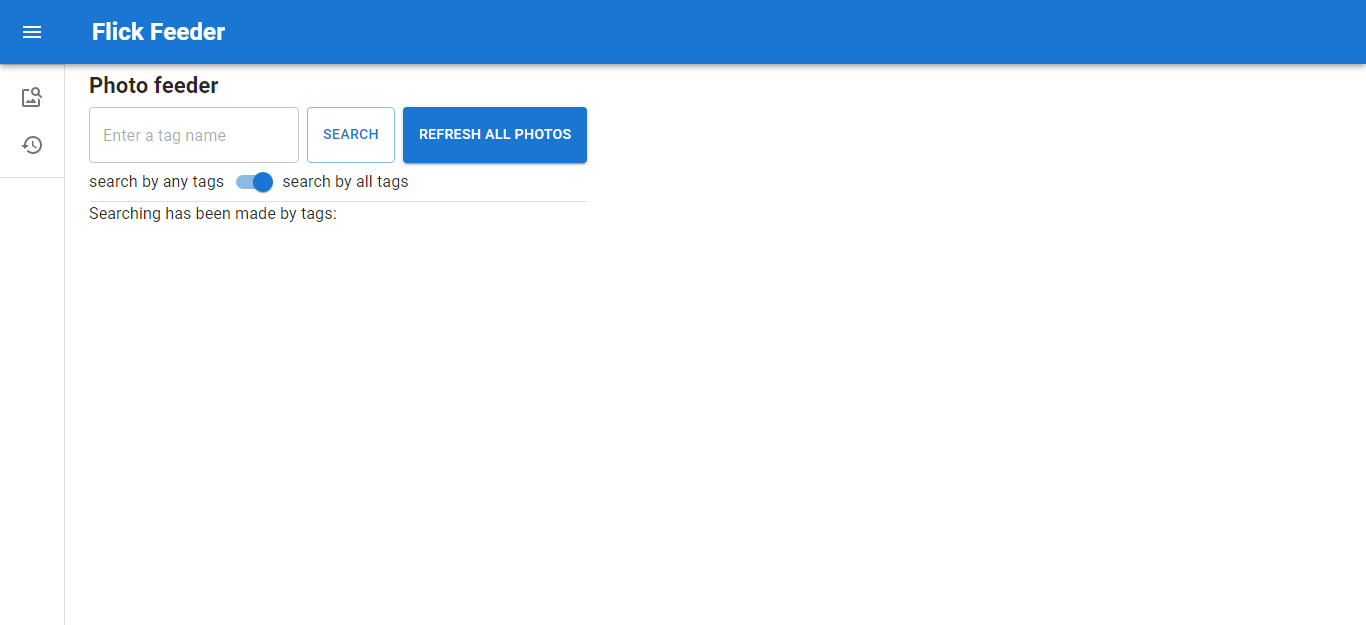 Flick Feeder
Photo feeder
Enter a tag name
SEARCH
REFRESH ALL PHOTOS
search by any tags
search by all tags
Searching has been made by tags: